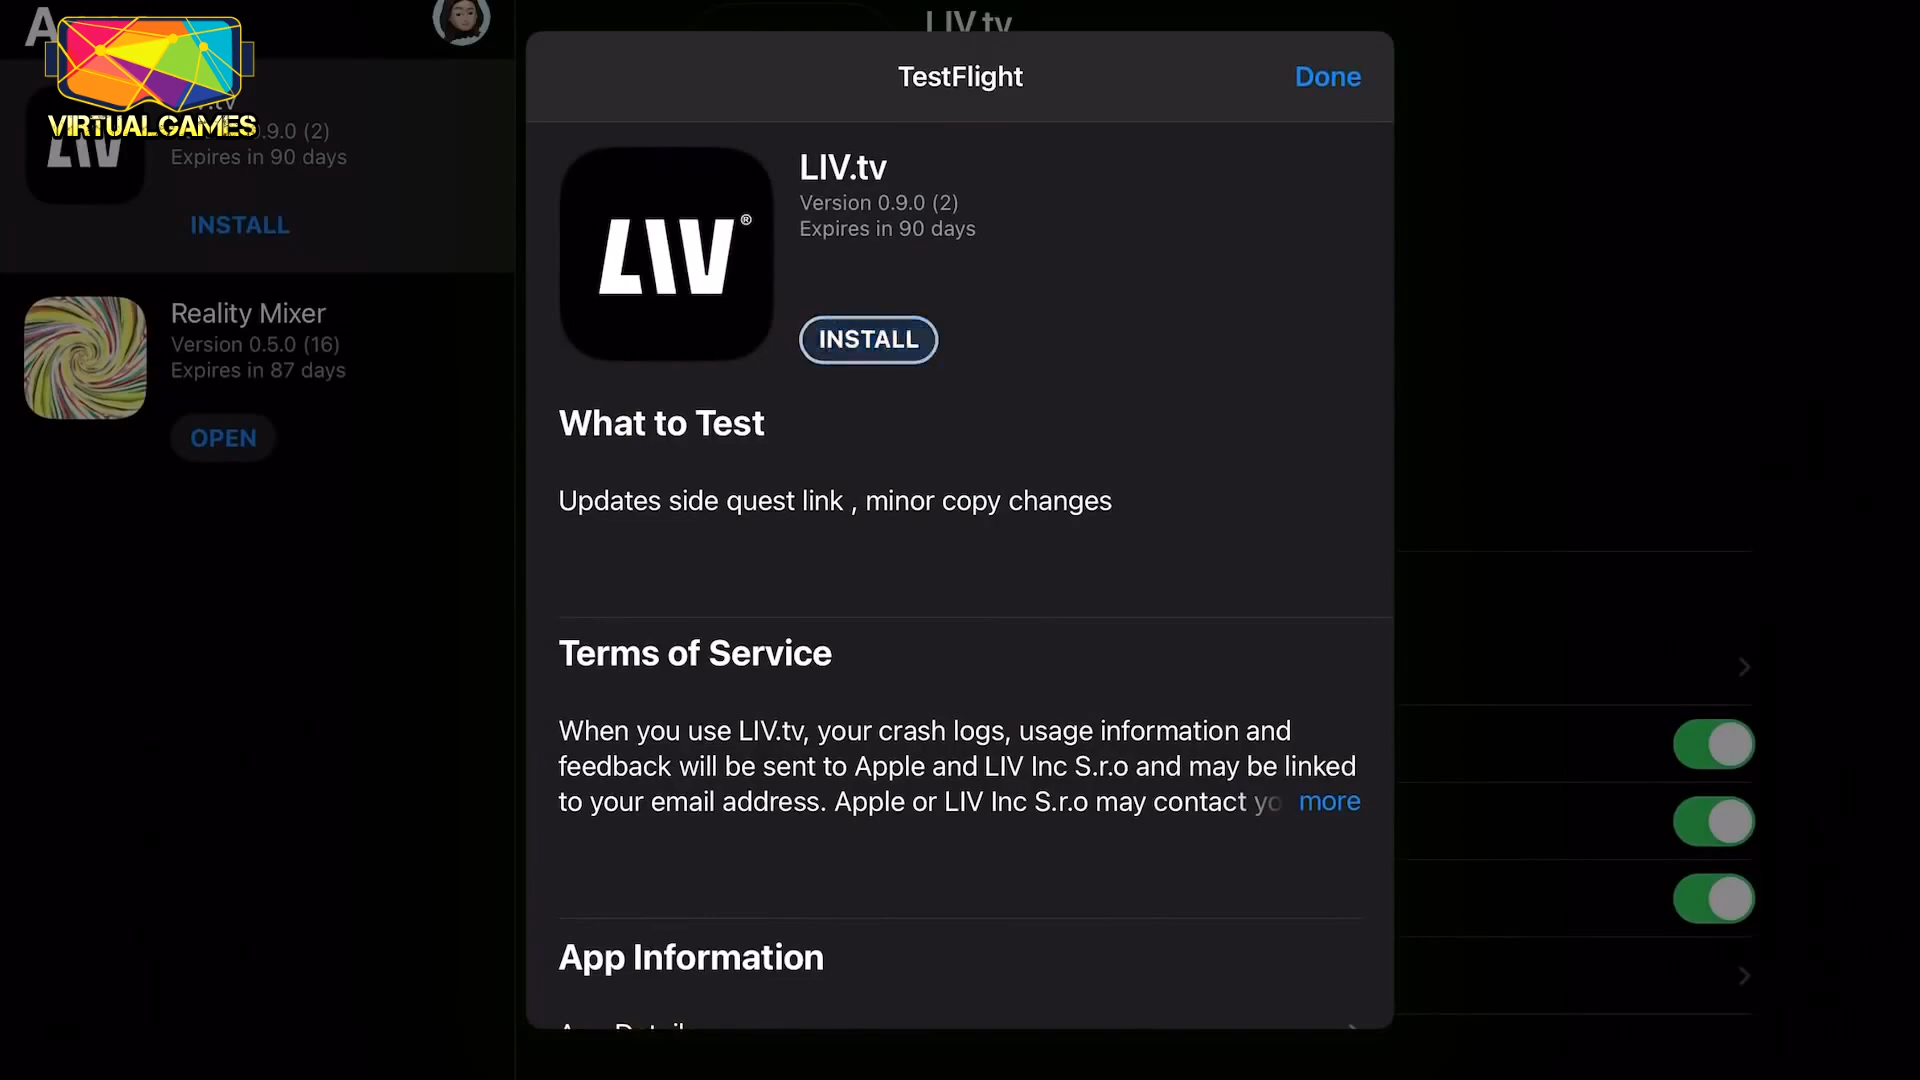 LIV.tv
VIRTUALGAMES
.9.0 (2)
Expires in 90 days
LIV
INSTALL
Reality Mixer
Version 0.5.0 (16)
Expires in 87 days
OPEN
TestFlight
Done
LIV®
LIV.tv
Version 0.9.0 (2)
Expires in 90 days
INSTALL
What to Test
Updates side quest link , minor copy changes
Terms of Service
When you use LIV.tv, your crash logs, usage information and
feedback will be sent to Apple and LIV Inc S.r.o and may be linked
to your email address. Apple or LIV Inc S.r.o may contact yo more
App Information